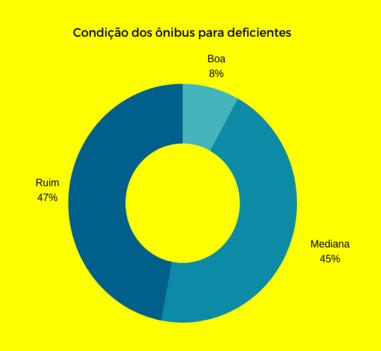 Condição dos ônibus para deficientes
Boa
8%
Ruim
47%
Mediana
45%